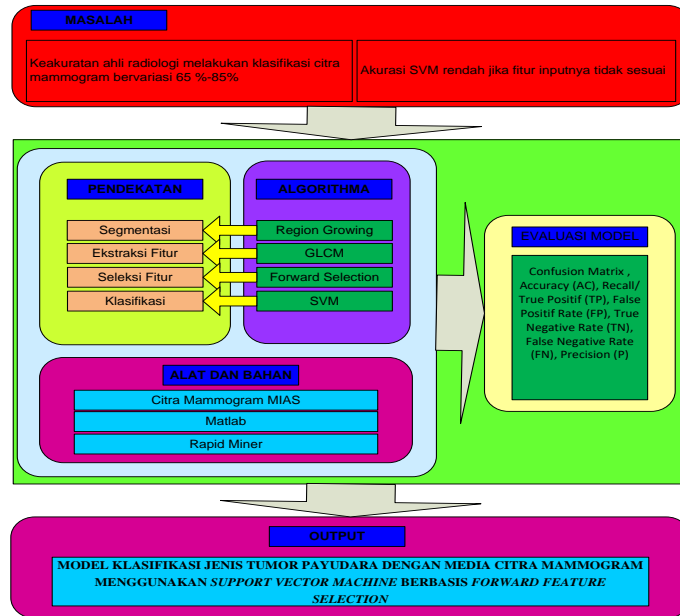 MASALAH
Keakuratan ahli radiologi melakukan klasifikasi citra
mammogram bervariasi 65 %-85%
Akurasi SVM rendah jika fitur inputnya tidak sesuai
PENDEKATAN
Segmentasi
Ekstraksi Fitur
Seleksi Fitur
Klasifikasi
ALGORITHMA
Region Growing
GLCM
Forward Selection
SVM
EVALUASI MODEL
Confusion Matrix ,
Accuracy (AC), Recall/
True Positif (TP), False
Positif Rate (FP), True
Negative Rate (TN),
False Negative Rate
(FN), Precision (P)
ALAT DAN BAHAN
Citra Mammogram MIAS
Matlab
Rapid Miner
OUTPUT
MODEL KLASIFIKASI JENIS TUMOR PAYUDARA DENGAN MEDIA CITRA MAMMOGRAM
MENGGUNAKAN SUPPORT VECTOR MACHINE BERBASIS FORWARD FEATURE
SELECTION